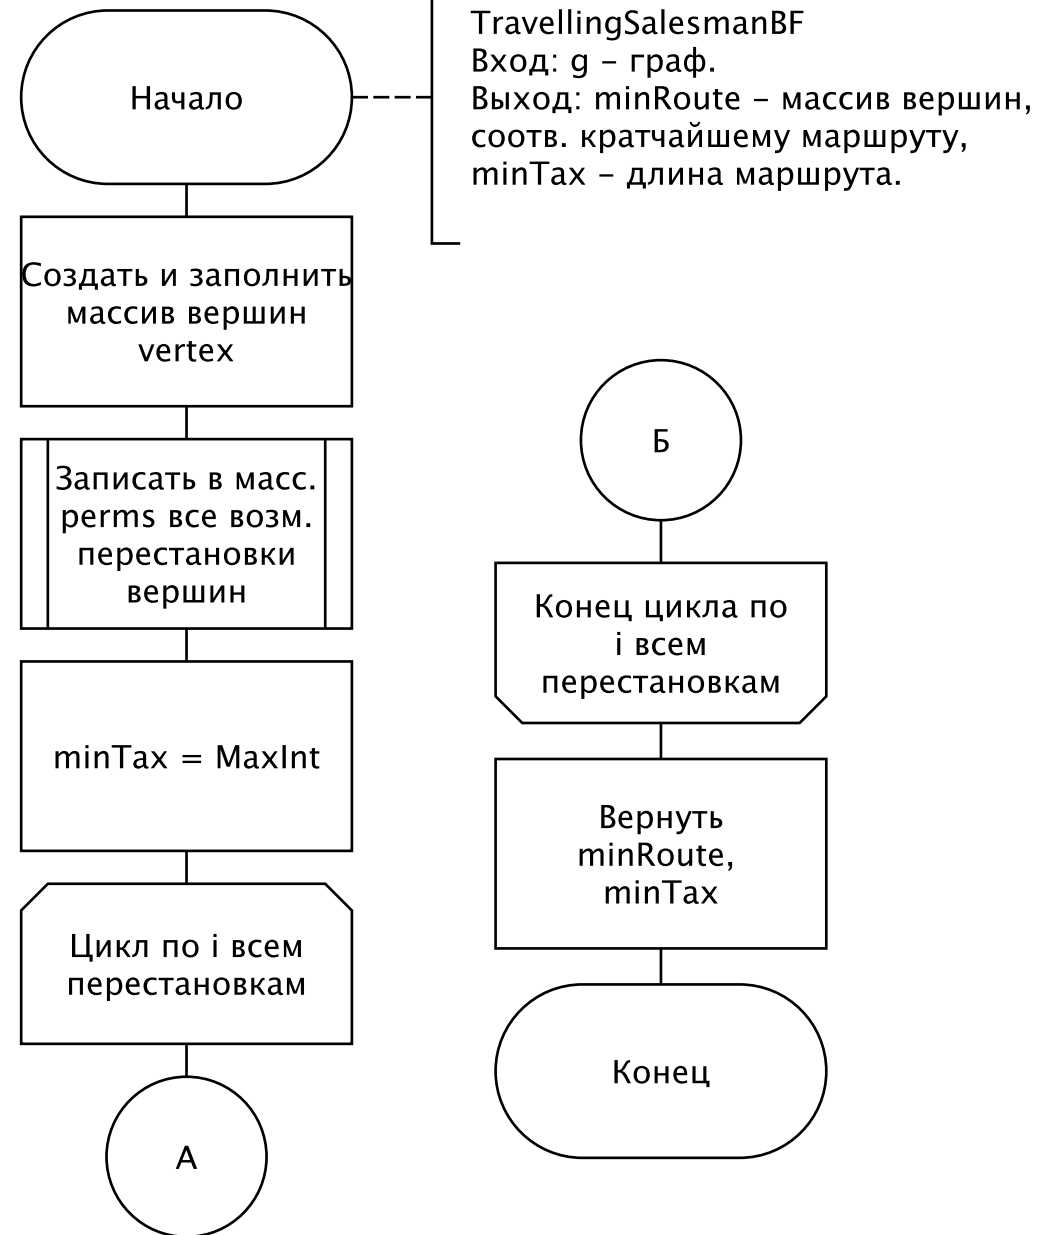 Начало
TravellingSalesmanBF
Вход: g – граф.
Выход: minRoute – массив вершин,
соотв. кратчайшему маршруту,
minTax – длина маршрута.
Создать и заполнить
массив вершин
vertex
Записать в масс.
perms все возм.
перестановки
вершин
minTax = MaxInt
Цикл по i всем
перестановкам
А
Б
Конец цикла по
i всем
перестановкам
Вернуть
minRoute,
minTax
Конец